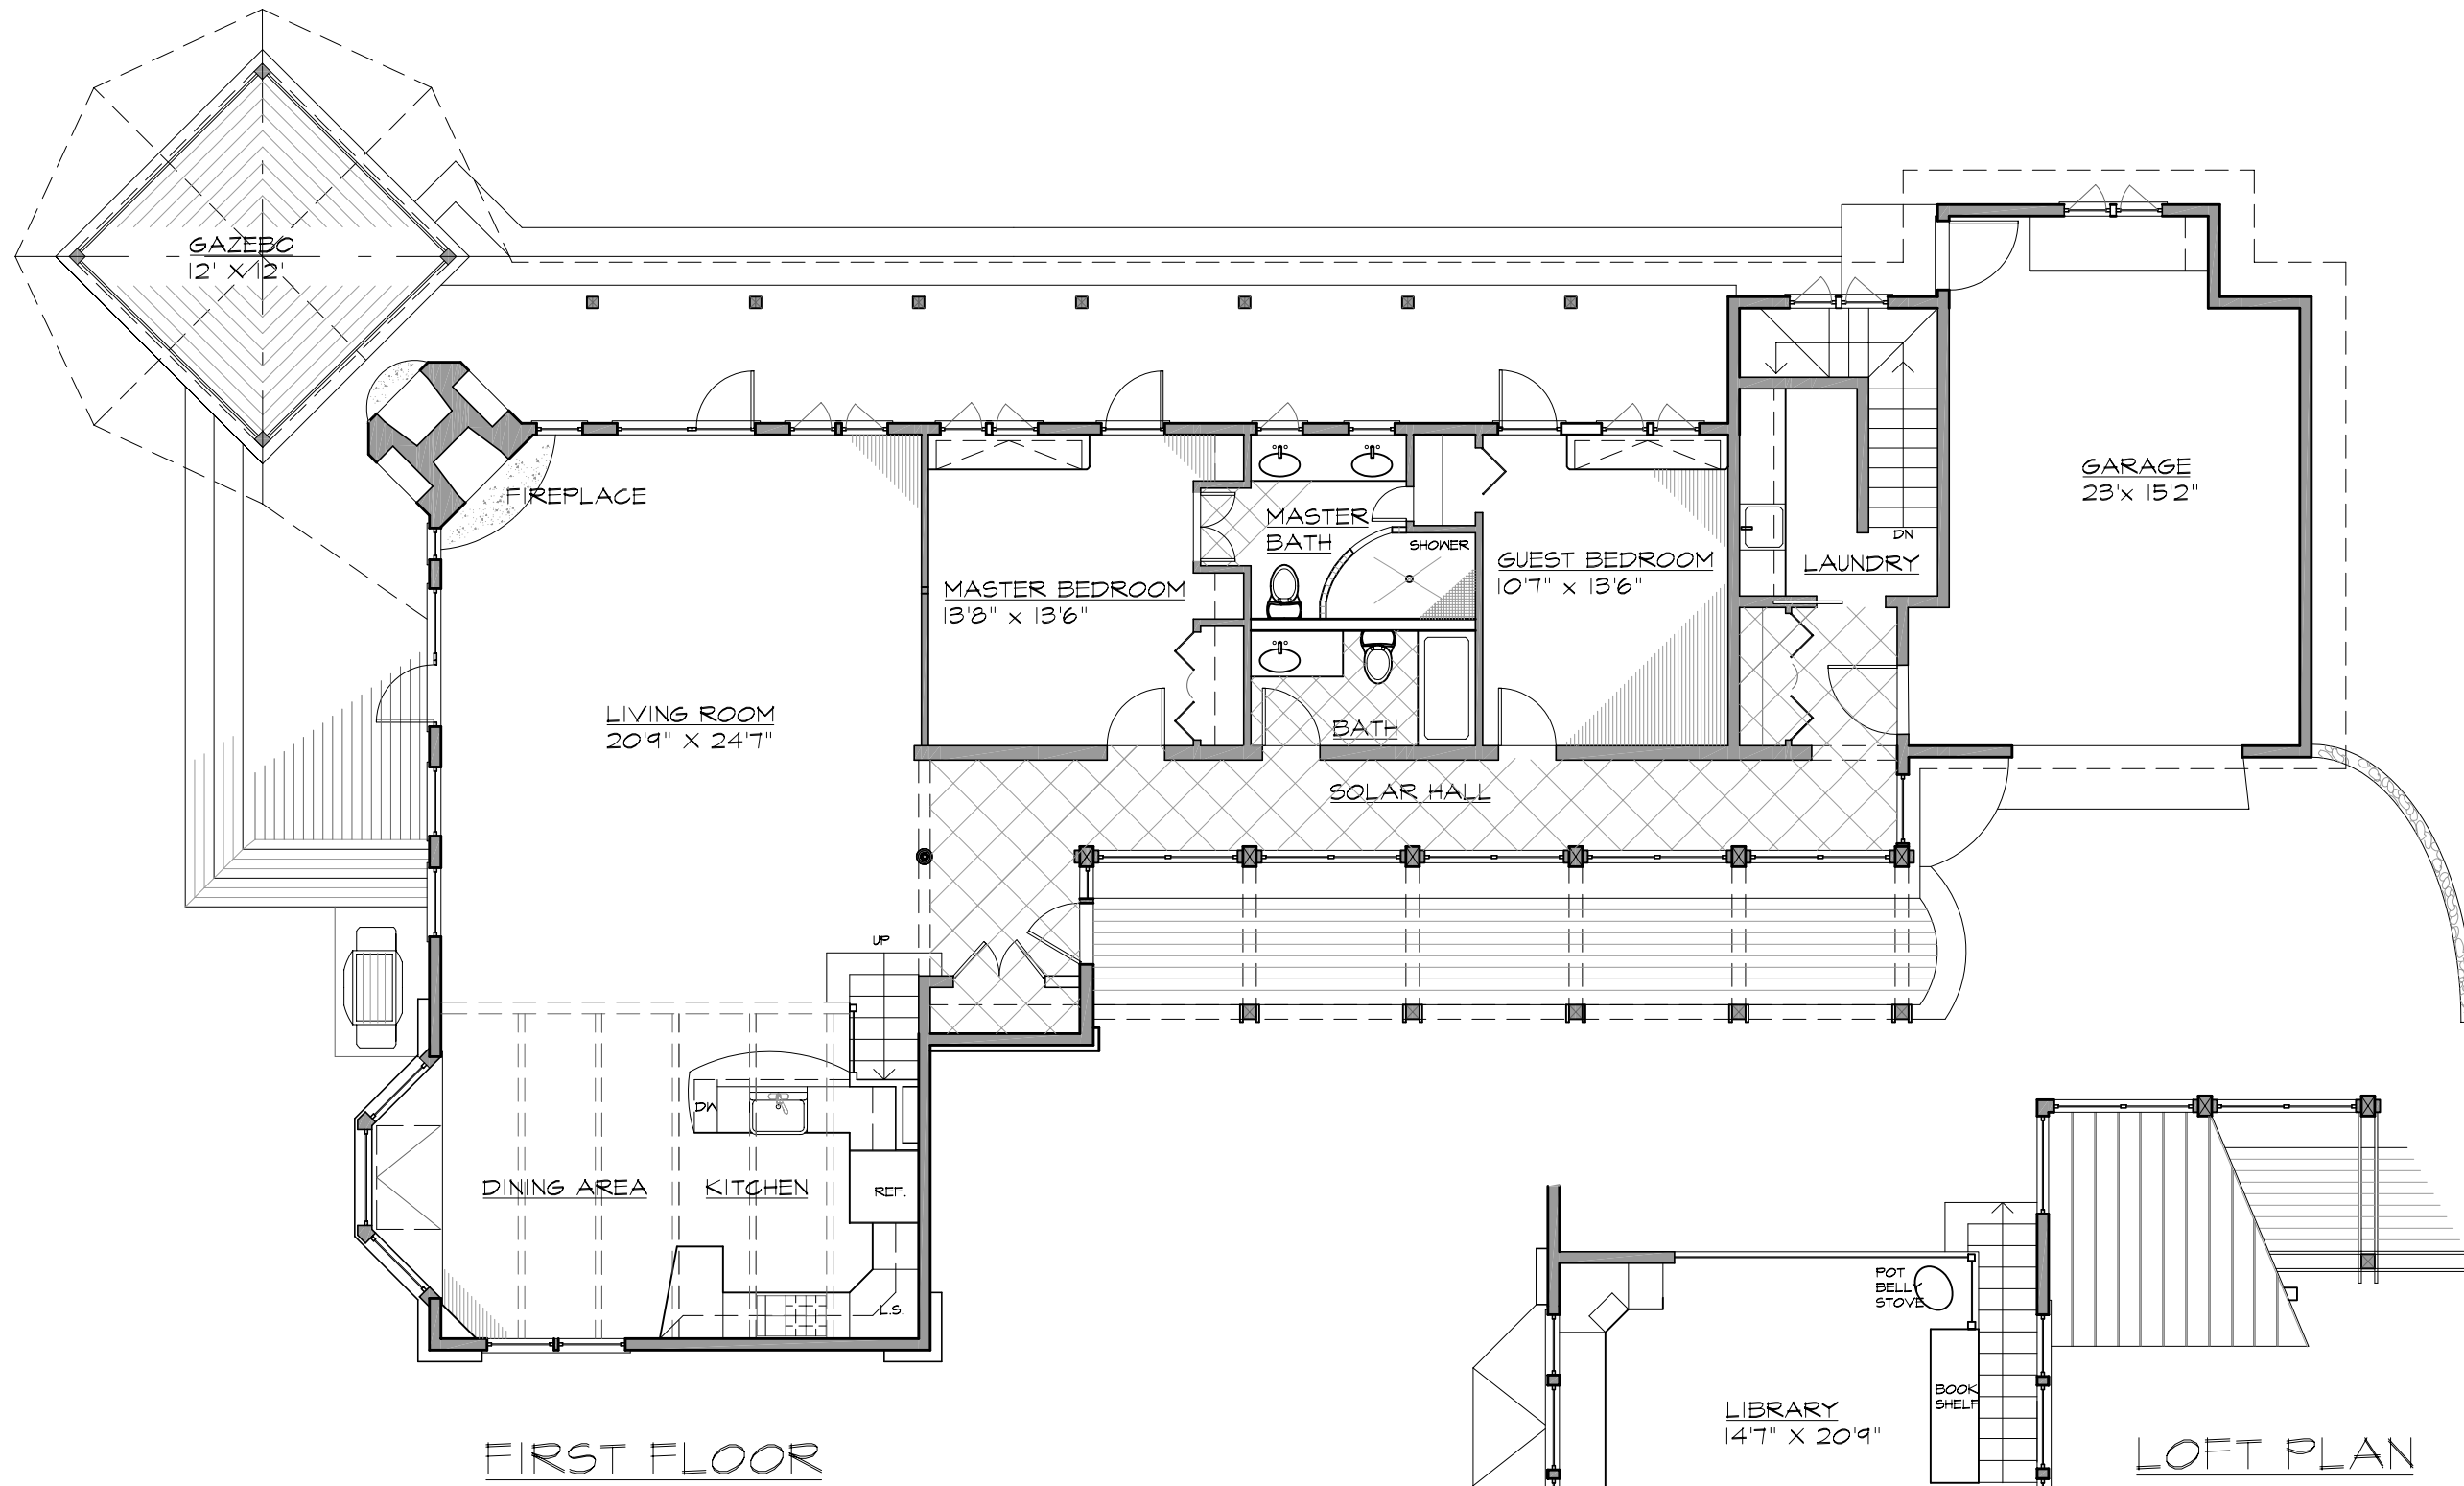 GAZEBO
12' X 12'
FIREPLACE
LIVING ROOM
20'9" X 24'7"
MASTER BEDROOM
13'8" x 13'6"
MASTER
BATH
SHOWER
BATH
GUEST BEDROOM
10'7" x 13'6"
LAUNDRY
DN
GARAGE
23'x 15'2"
SOLAR HALL
UP
DW
DINING AREA
KITCHEN
REF.
L.S.
FIRST FLOOR
POT
BELLY
STOVE
BOOK
SHELF
LIBRARY
14'7" X 20'9"
LOFT PLAN